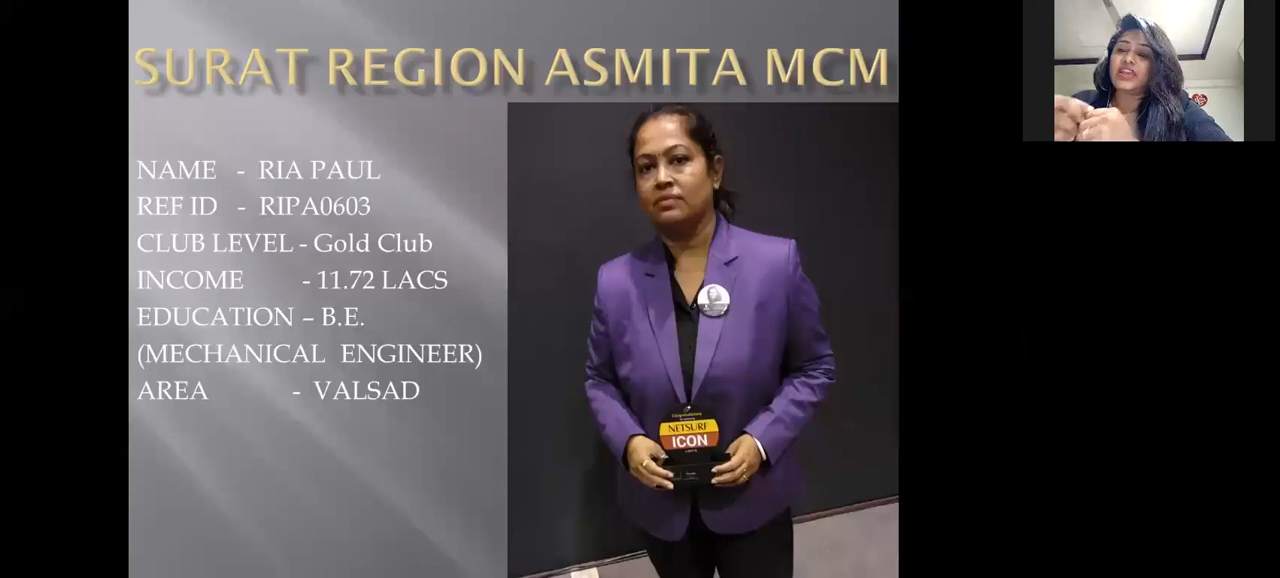 SURAT REGION ASMITA MCM
NAME - RIA PAUL
REF ID - RIPA0603
CLUB LEVEL - Gold Club
INCOME - 11.72 LACS
EDUCATION – B.E.
(MECHANICAL ENGINEER)
AREA - VALSAD
Congratulations
NETSURF
ICON